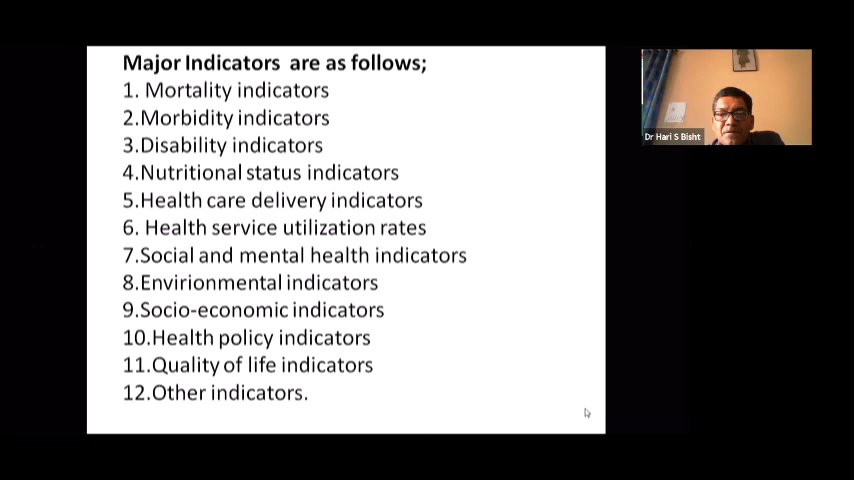 Major Indicators are as follows;
1. Mortality indicators
2.Morbidity indicators
3.Disability indicators
4.Nutritional status indicators
5.Health care delivery indicators
6. Health service utilization rates
7.Social and mental health indicators
8.Envirionmental indicators
9.Socio-economic indicators
10.Health policy indicators
11.Quality of life indicators
12.Other indicators.
Dr Hari S Bisht